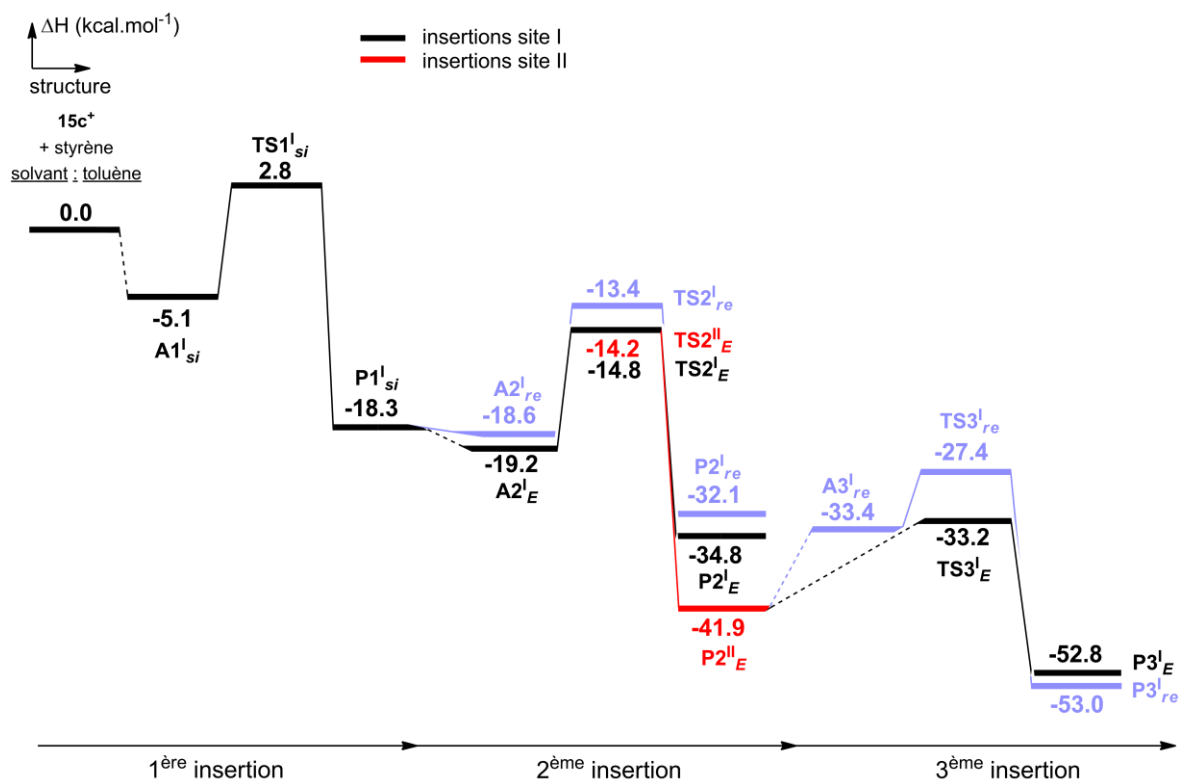 ΔH (kcal.mol⁻¹)
structure
insertions site I
insertions site II
15c⁺
+ styrène
solvant : toluène
0.0
-5.1
A1ᴵsi
TS1ᴵsi
2.8
P1ᴵsi
-18.3
A2ᴵre
-18.6
-19.2
A2ᴵE
-13.4
TS2ᴵre
-14.2
TS2ᴵᴵE
-14.8
TS2ᴵE
P2ᴵre
-32.1
-34.8
P2ᴵE
-41.9
P2ᴵᴵE
A3ᴵre
-33.4
TS3ᴵre
-27.4
-33.2
TS3ᴵE
-52.8
P3ᴵE
-53.0
P3ᴵre
1ère insertion
2ème insertion
3ème insertion